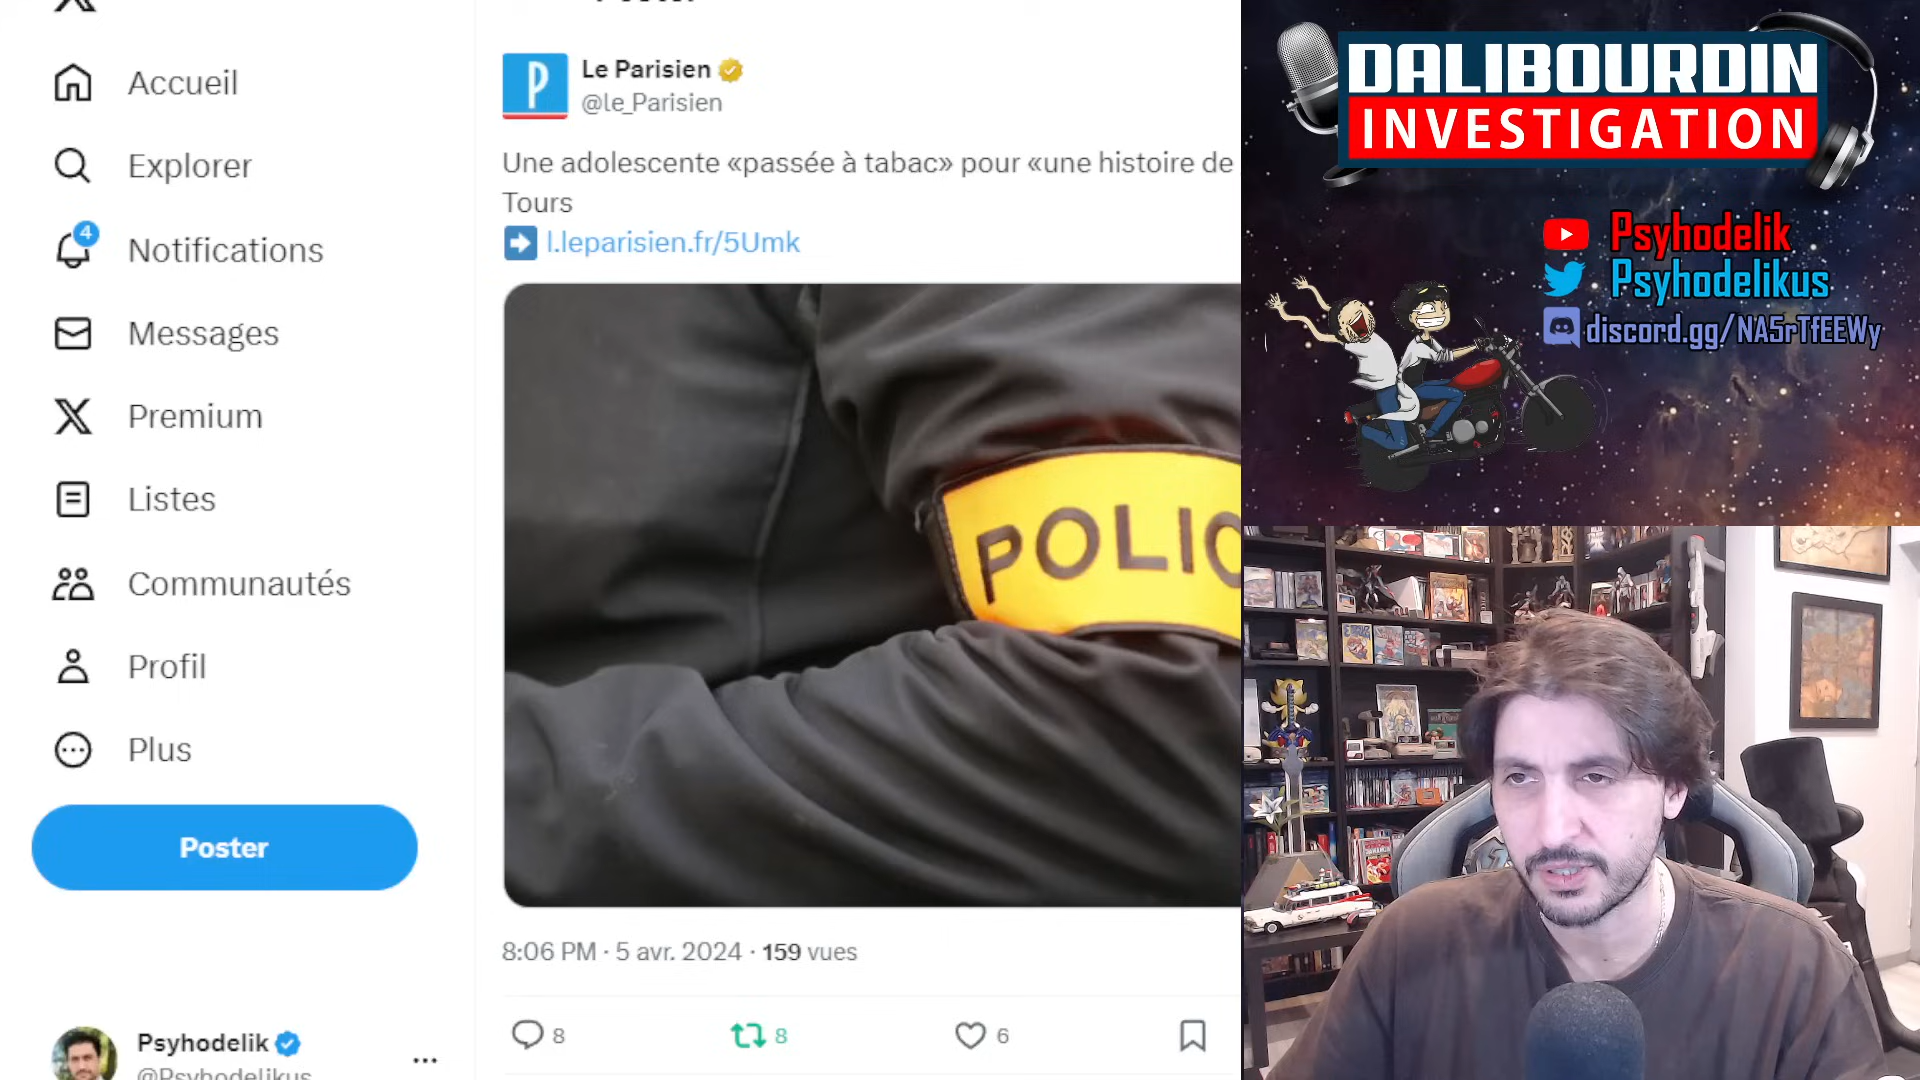 Accueil
Explorer
4
Notifications
Messages
Premium
Listes
Communautés
Profil
Plus
Poster
Psyhodelik
@Psyhodelikus
Le Parisien
@le_Parisien
Une adolescente «passée à tabac» pour «une histoire de
Tours
l.leparisien.fr/5Umk
POLIC
8:06 PM · 5 avr. 2024 · 159 vues
8
8
6
DALIBOURDIN
INVESTIGATION
Psyhodelik
Psyhodelikus
discord.gg/NA5rTfEEWy